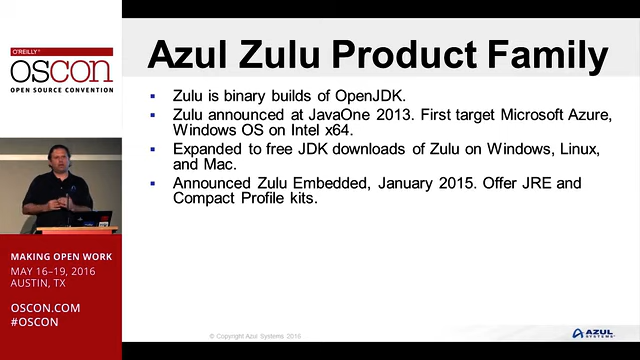 O'REILLY
OSCON
OPEN SOURCE CONVENTION
MAKING OPEN WORK
MAY 16–19, 2016
AUSTIN, TX
OSCON.COM
#OSCON
Azul Zulu Product Family
▪ Zulu is binary builds of OpenJDK.
▪ Zulu announced at JavaOne 2013. First target Microsoft Azure,
Windows OS on Intel x64.
▪ Expanded to free JDK downloads of Zulu on Windows, Linux,
and Mac.
▪ Announced Zulu Embedded, January 2015. Offer JRE and
Compact Profile kits.
© Copyright Azul Systems 2016
AZUL
SYSTEMS